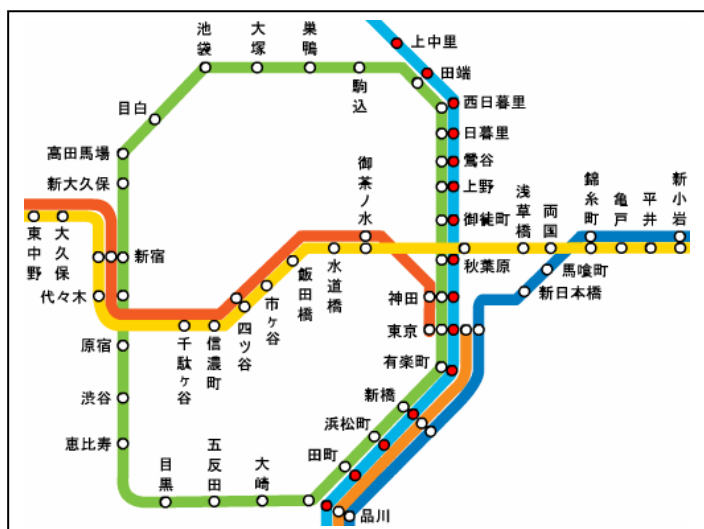 上中里
田端
西日暮里
日暮里
鶯谷
上野
御徒町
秋葉原
神田
東京
有楽町
新橋
浜松町
田町
品川
大崎
五反田
目黒
恵比寿
渋谷
原宿
代々木
新宿
新大久保
高田馬場
目白
池袋
大塚
巣鴨
駒込
東中野
大久保
千駄ヶ谷
信濃町
四ツ谷
市ヶ谷
飯田橋
水道橋
御茶ノ水
浅草橋
両国
錦糸町
亀戸
平井
新小岩
馬喰町
新日本橋